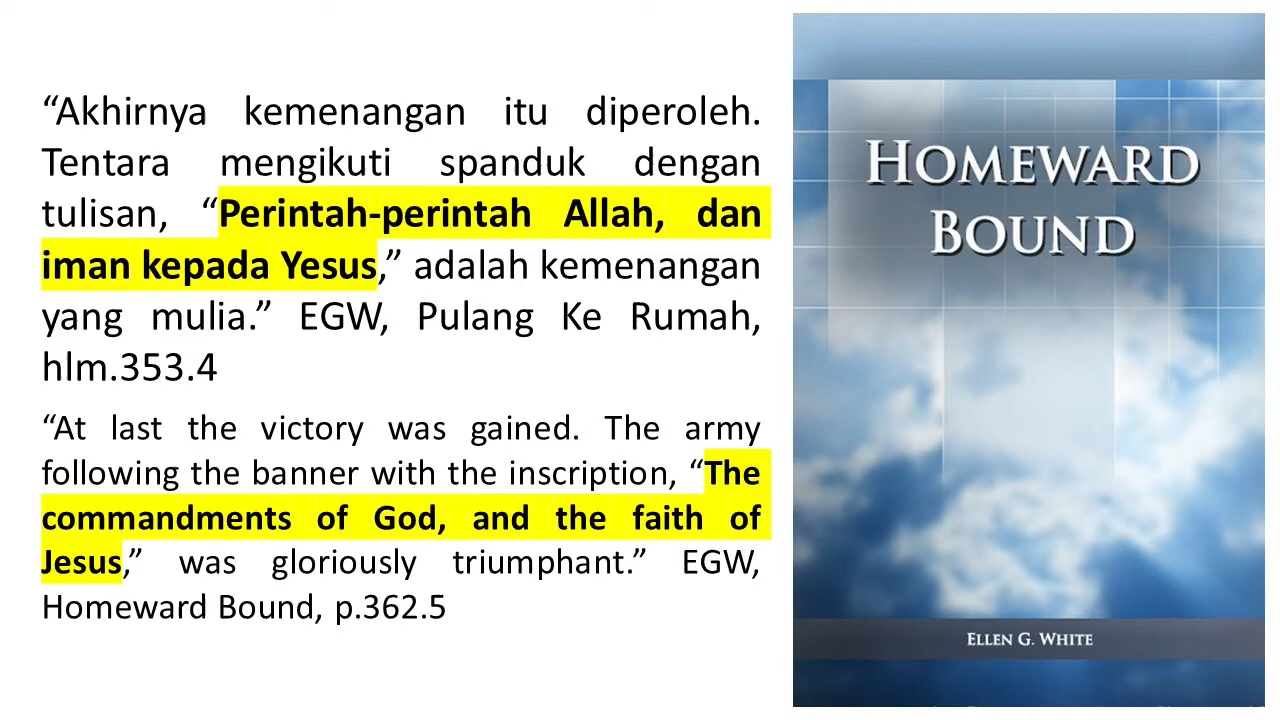 “Akhirnya kemenangan itu diperoleh.
Tentara mengikuti spanduk dengan
tulisan, “Perintah-perintah Allah, dan
iman kepada Yesus,” adalah kemenangan
yang mulia.” EGW, Pulang Ke Rumah,
hlm.353.4
“At last the victory was gained. The army
following the banner with the inscription, “The
commandments of God, and the faith of
Jesus,” was gloriously triumphant.” EGW,
Homeward Bound, p.362.5
HOMEWARD
BOUND
ELLEN G. WHITE